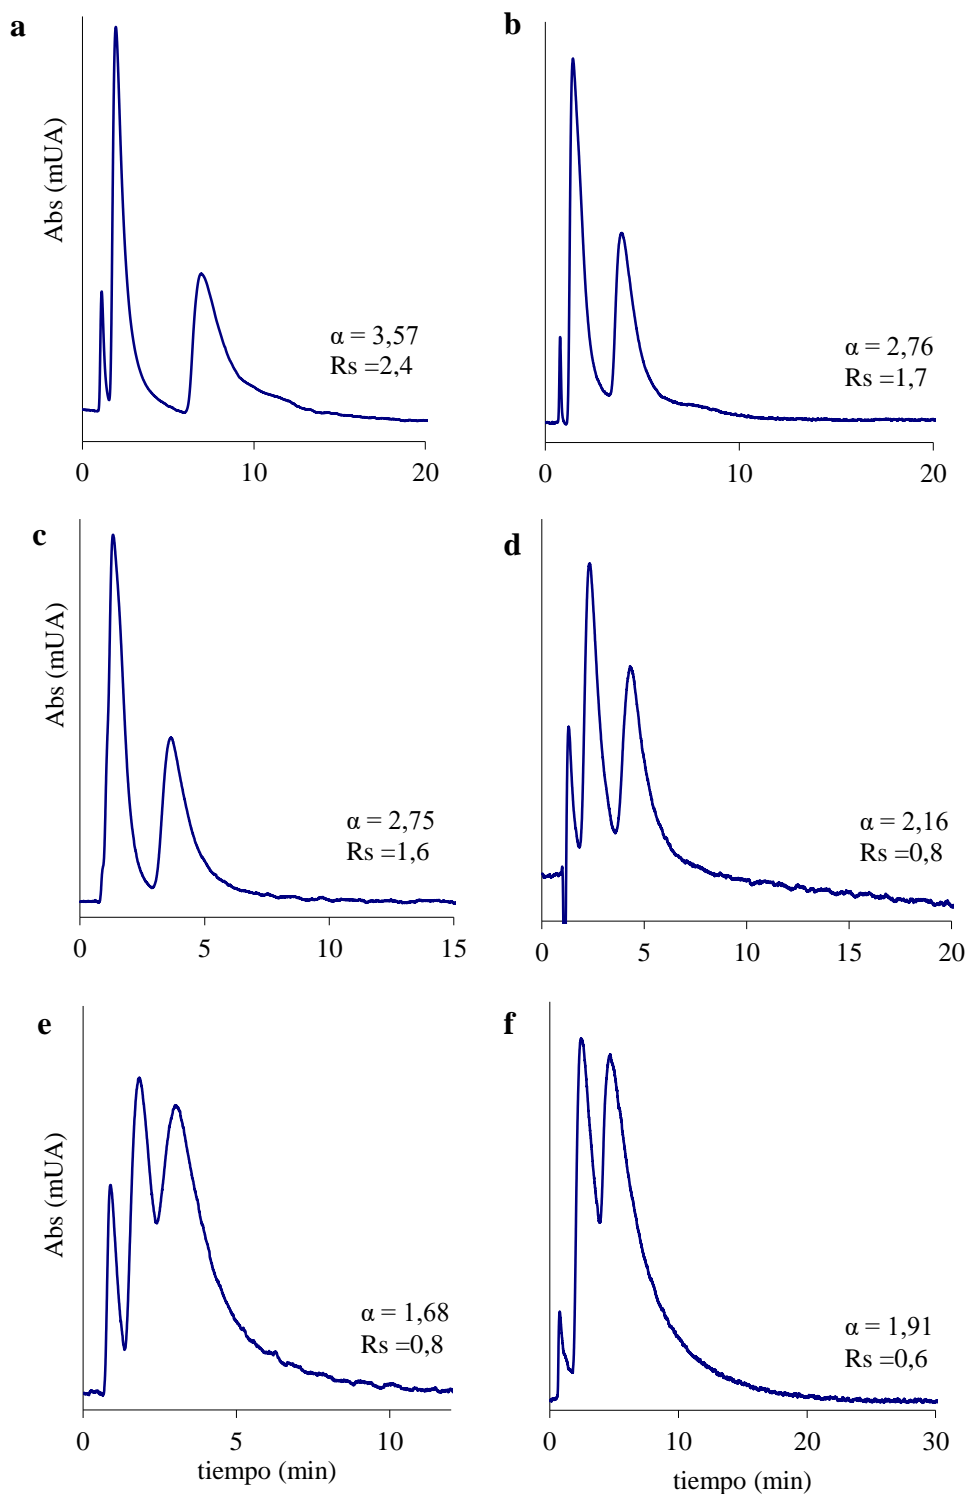 a
Abs (mUA)
α = 3,57
Rs =2,4
0 10 20
b
α = 2,76
Rs =1,7
0 10 20
c
Abs (mUA)
α = 2,75
Rs =1,6
0 5 10 15
d
α = 2,16
Rs =0,8
0 5 10 15 20
e
Abs (mUA)
α = 1,68
Rs =0,8
0 5 10
tiempo (min)
f
α = 1,91
Rs =0,6
0 10 20 30
tiempo (min)